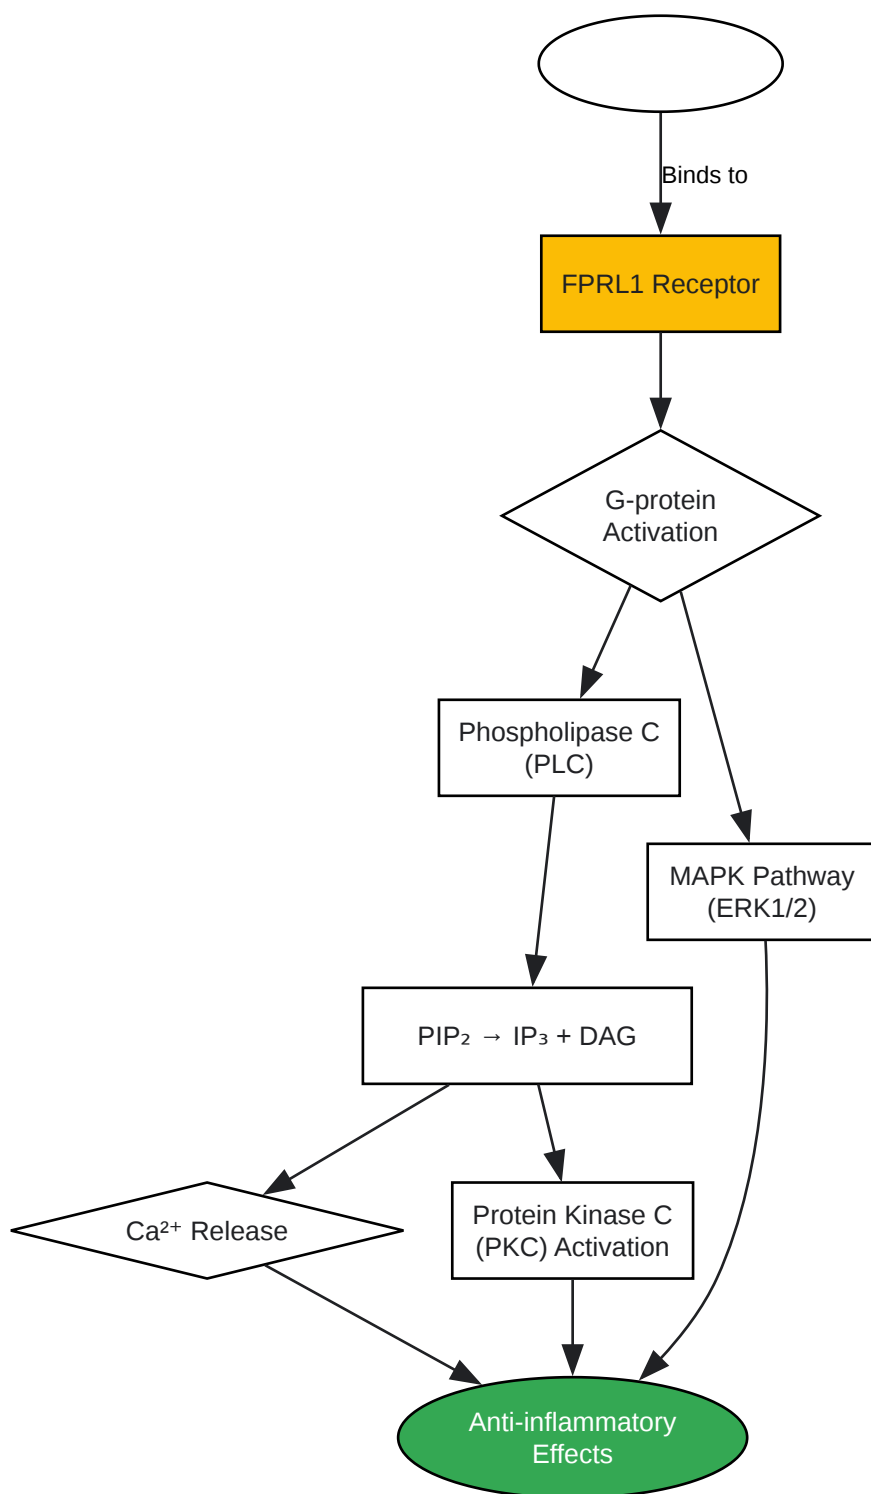 Binds to
FPRL1 Receptor
G-protein
Activation
Phospholipase C
(PLC)
MAPK Pathway
(ERK1/2)
PIP₂ → IP₃ + DAG
Ca²⁺ Release
Protein Kinase C
(PKC) Activation
Anti-inflammatory
Effects